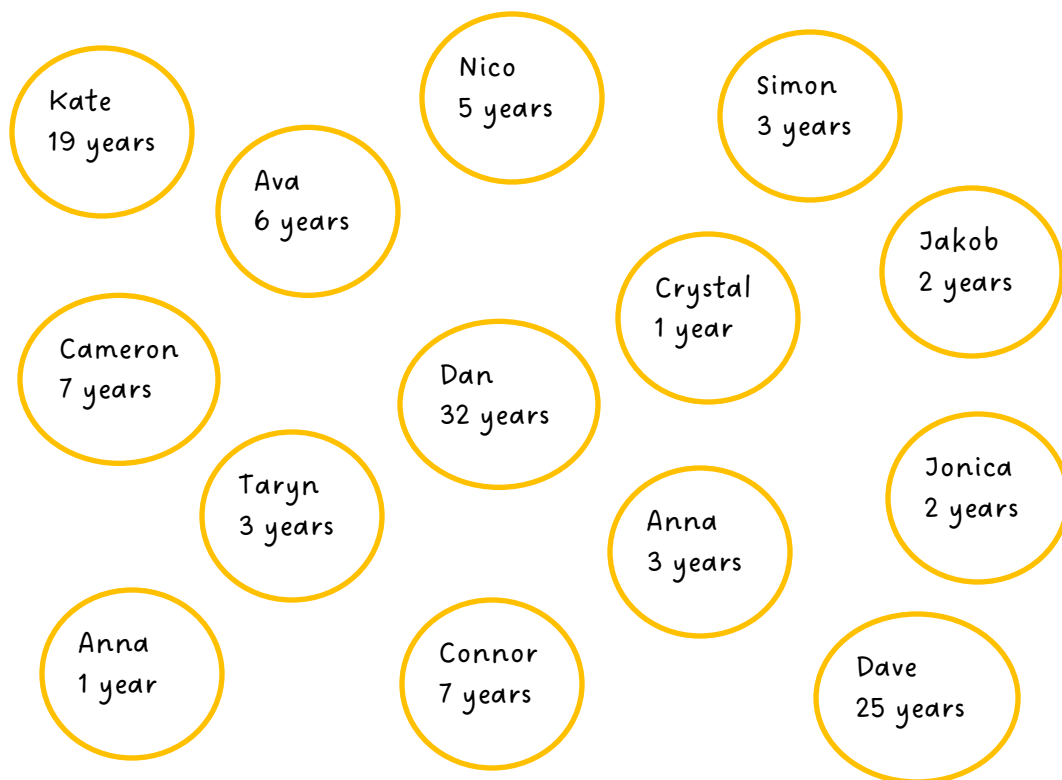 Kate
19 years
Ava
6 years
Nico
5 years
Simon
3 years
Jakob
2 years
Crystal
1 year
Cameron
7 years
Dan
32 years
Taryn
3 years
Anna
3 years
Jonica
2 years
Anna
1 year
Connor
7 years
Dave
25 years